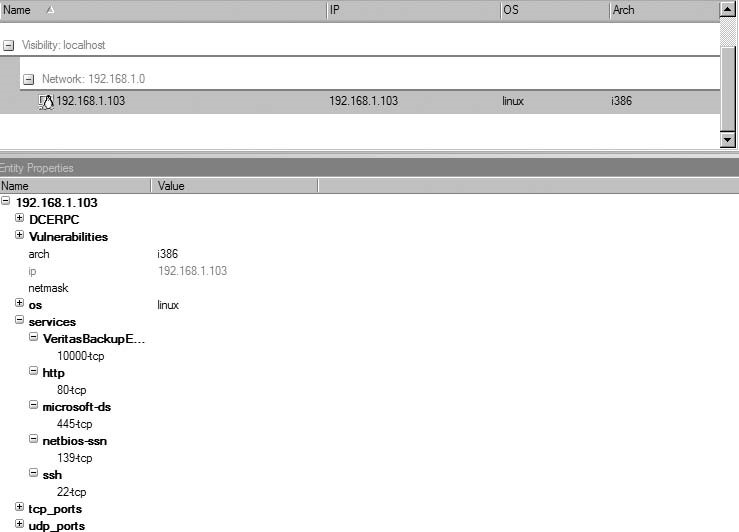 Name IP OS Arch
Visibility: localhost
Network: 192.168.1.0
192.168.1.103 192.168.1.103 linux i386
Entity Properties
Name Value
192.168.1.103
DCERPC
Vulnerabilities
arch i386
ip 192.168.1.103
netmask
os linux
services
VeritasBackupE...
10000-tcp
http
80-tcp
microsoft-ds
445-tcp
netbios-ssn
139-tcp
ssh
22-tcp
tcp_ports
udp_ports